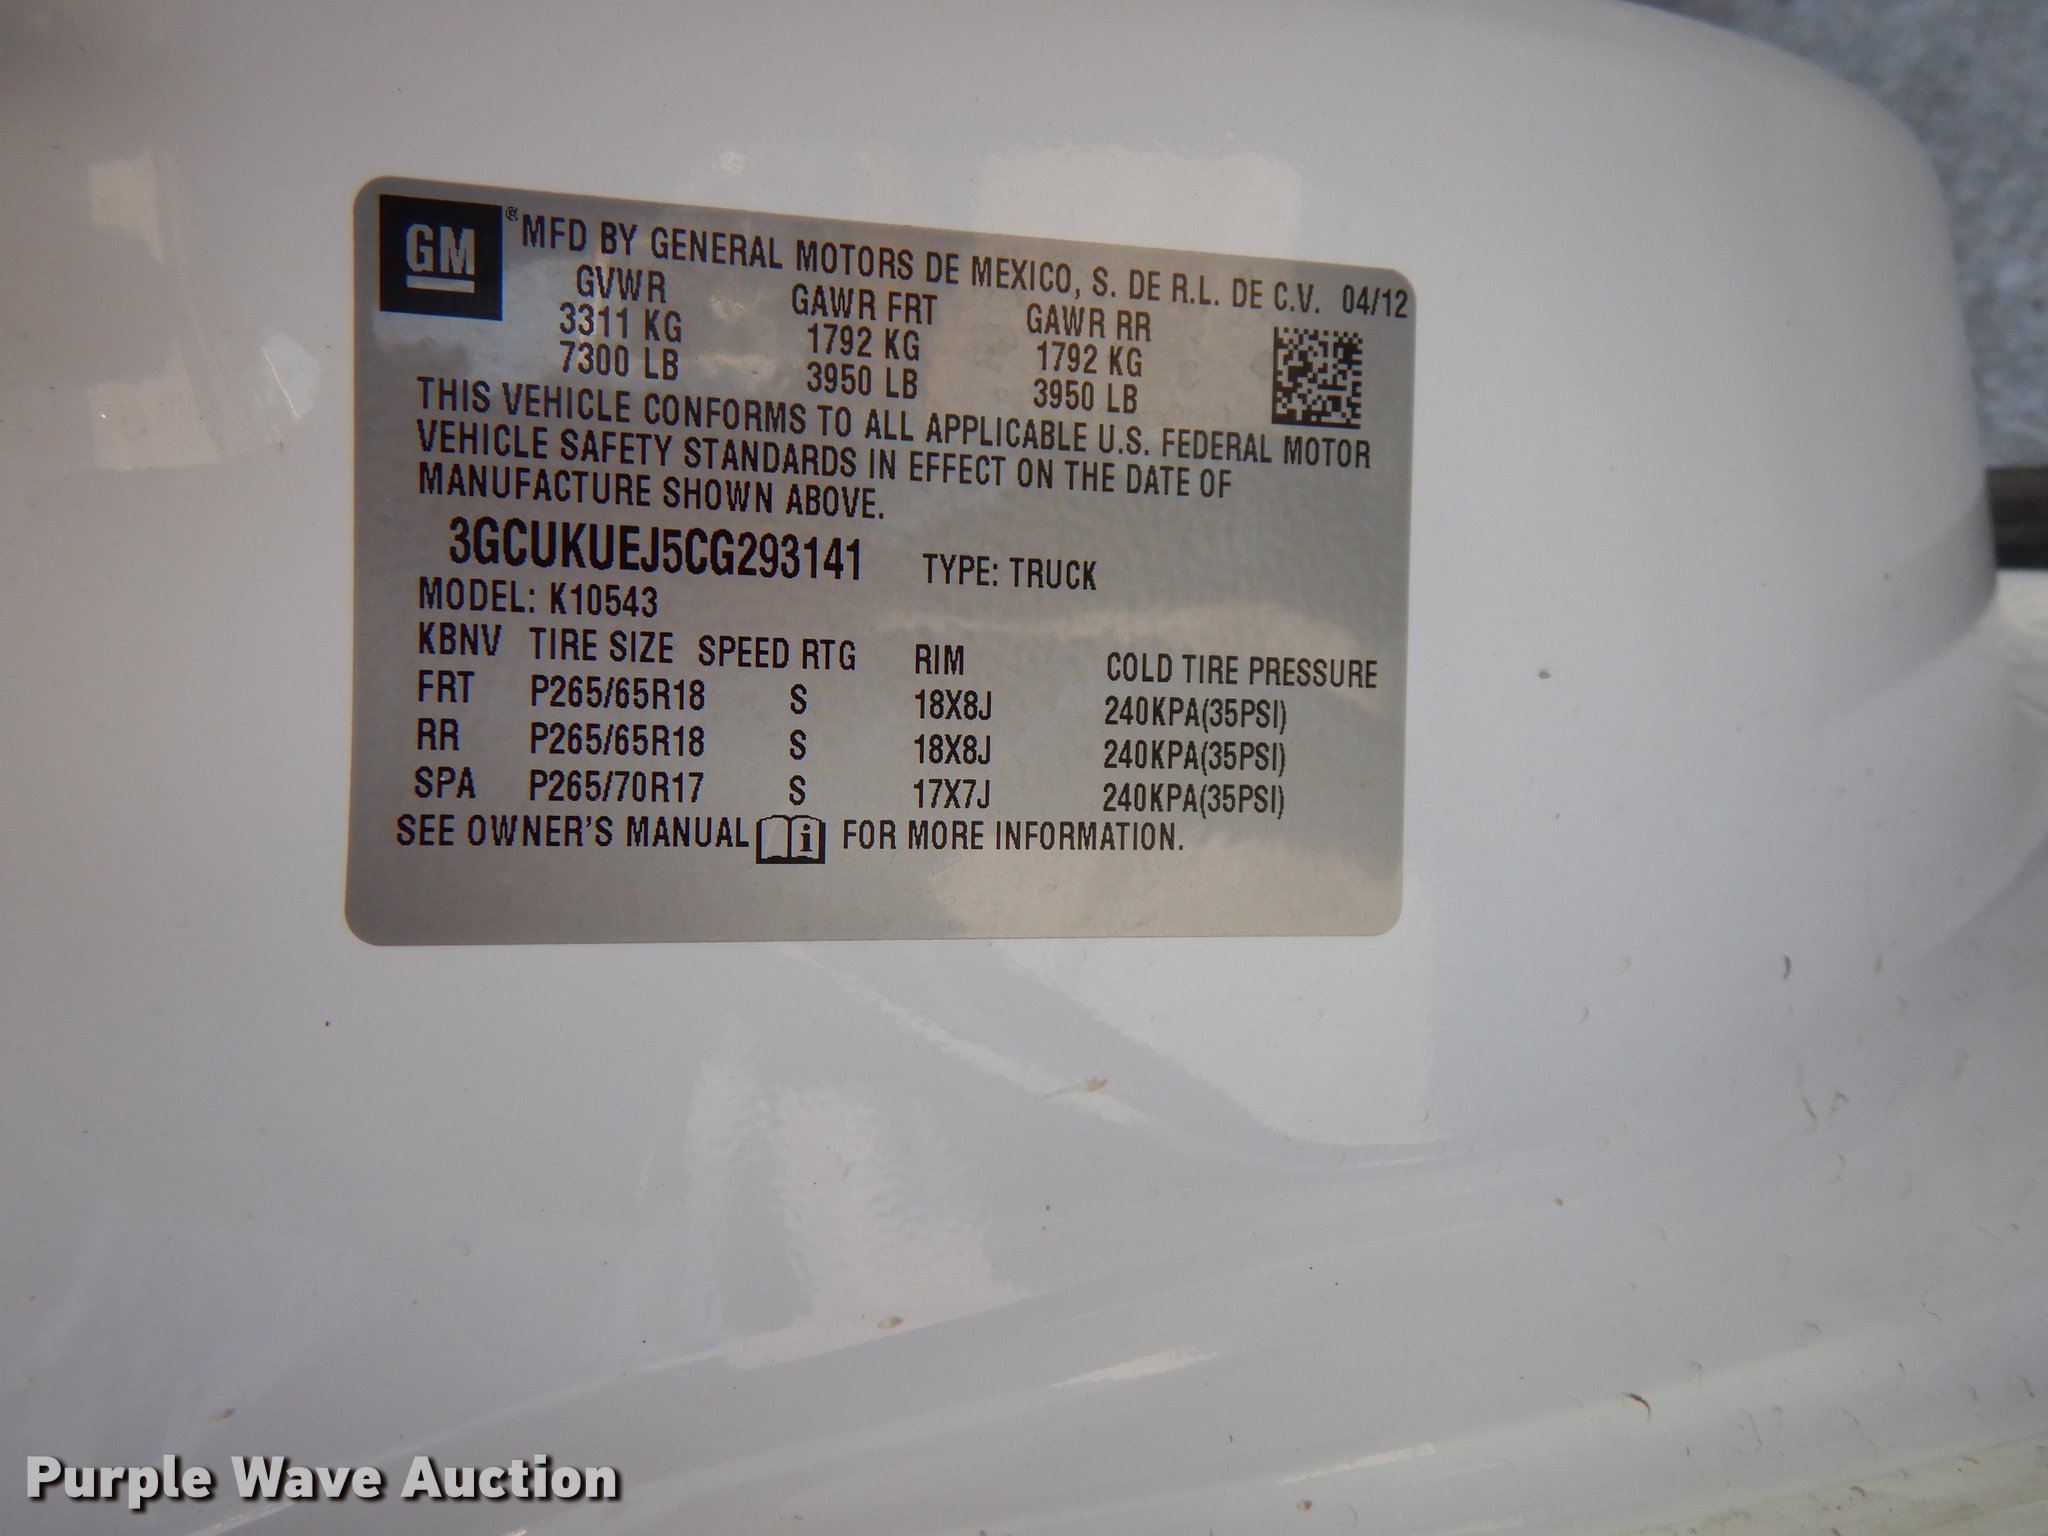 GM ® MFD BY GENERAL MOTORS DE MEXICO, S. DE R.L. DE C.V. 04/12
GVWR GAWR FRT GAWR RR
3311 KG 1792 KG 1792 KG
7300 LB 3950 LB 3950 LB
THIS VEHICLE CONFORMS TO ALL APPLICABLE U.S. FEDERAL MOTOR
VEHICLE SAFETY STANDARDS IN EFFECT ON THE DATE OF
MANUFACTURE SHOWN ABOVE.
3GCUKUEJ5CG293141 TYPE: TRUCK
MODEL: K10543
KBNV TIRE SIZE SPEED RTG RIM COLD TIRE PRESSURE
FRT P265/65R18 S 18X8J 240KPA(35PSI)
RR P265/65R18 S 18X8J 240KPA(35PSI)
SPA P265/70R17 S 17X7J 240KPA(35PSI)
SEE OWNER'S MANUAL i FOR MORE INFORMATION.
Purple Wave Auction